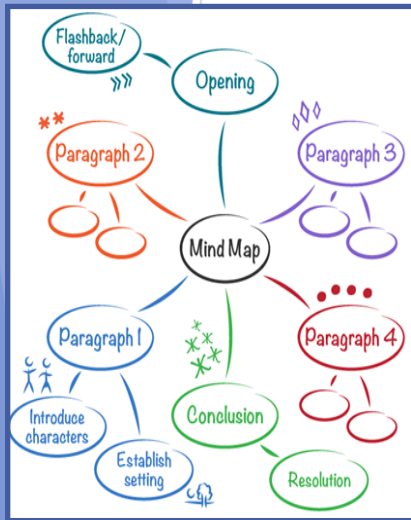 Flashback/
forward
Opening
Paragraph 2
Paragraph 3
Mind Map
Paragraph 1
Paragraph 4
Introduce
characters
Conclusion
Establish
setting
Resolution